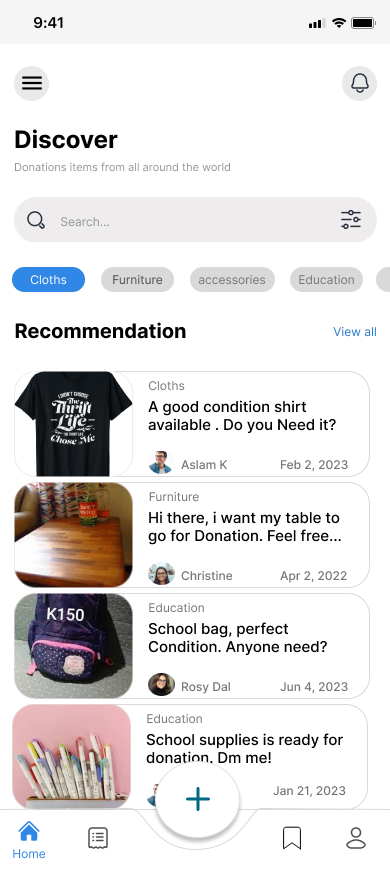 9:41
Discover
Donations items from all around the world
Search...
Cloths
Furniture
accessories
Education
Recommendation
View all
I DIDN'T CHOOSE
The
Thrift
Life
THE THRIFT LIFE
Chose Me
Cloths
A good condition shirt
available . Do you Need it?
Aslam K
Feb 2, 2023
Furniture
Hi there, i want my table to
go for Donation. Feel free...
Christine
Apr 2, 2022
K150
Education
School bag, perfect
Condition. Anyone need?
Rosy Dal
Jun 4, 2023
Education
School supplies is ready for
donation. Dm me!
Jan 21, 2023
Home